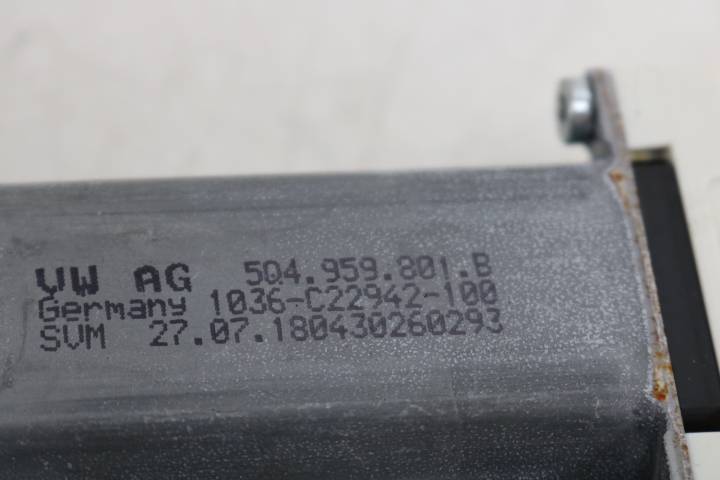 VW AG 5Q4.959.801.B
Germany 1036-C22942-100
SVM 27.07.180430260293